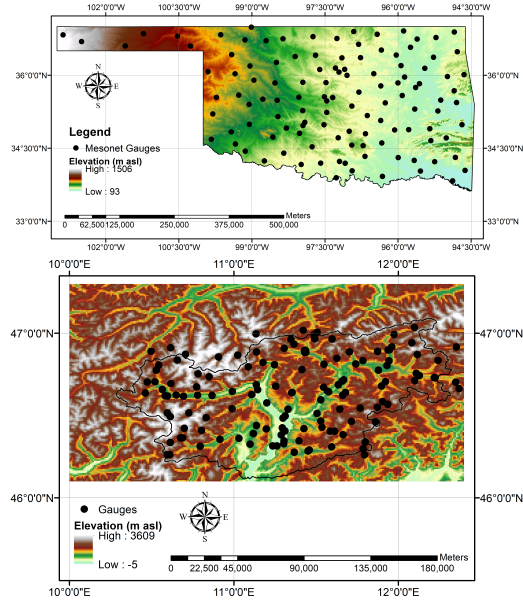 102°0'0"W 100°30'0"W 99°0'0"W 97°30'0"W 96°0'0"W 94°30'0"W
36°0'0"N 36°0'0"N
N
W E
S
Legend
Mesonet Gauges
Elevation (m asl)
High : 1506
Low : 93
34°30'0"N 34°30'0"N
Meters
0 62,500 125,000 250,000 375,000 500,000
33°0'0"N 33°0'0"N
102°0'0"W 100°30'0"W 99°0'0"W 97°30'0"W 96°0'0"W 94°30'0"W
10°0'0"E 11°0'0"E 12°0'0"E
47°0'0"N 47°0'0"N
46°0'0"N 46°0'0"N
Gauges
Elevation (m asl)
High : 3609
Low : -5
N
W E
S
Meters
0 22,500 45,000 90,000 135,000 180,000
10°0'0"E 11°0'0"E 12°0'0"E